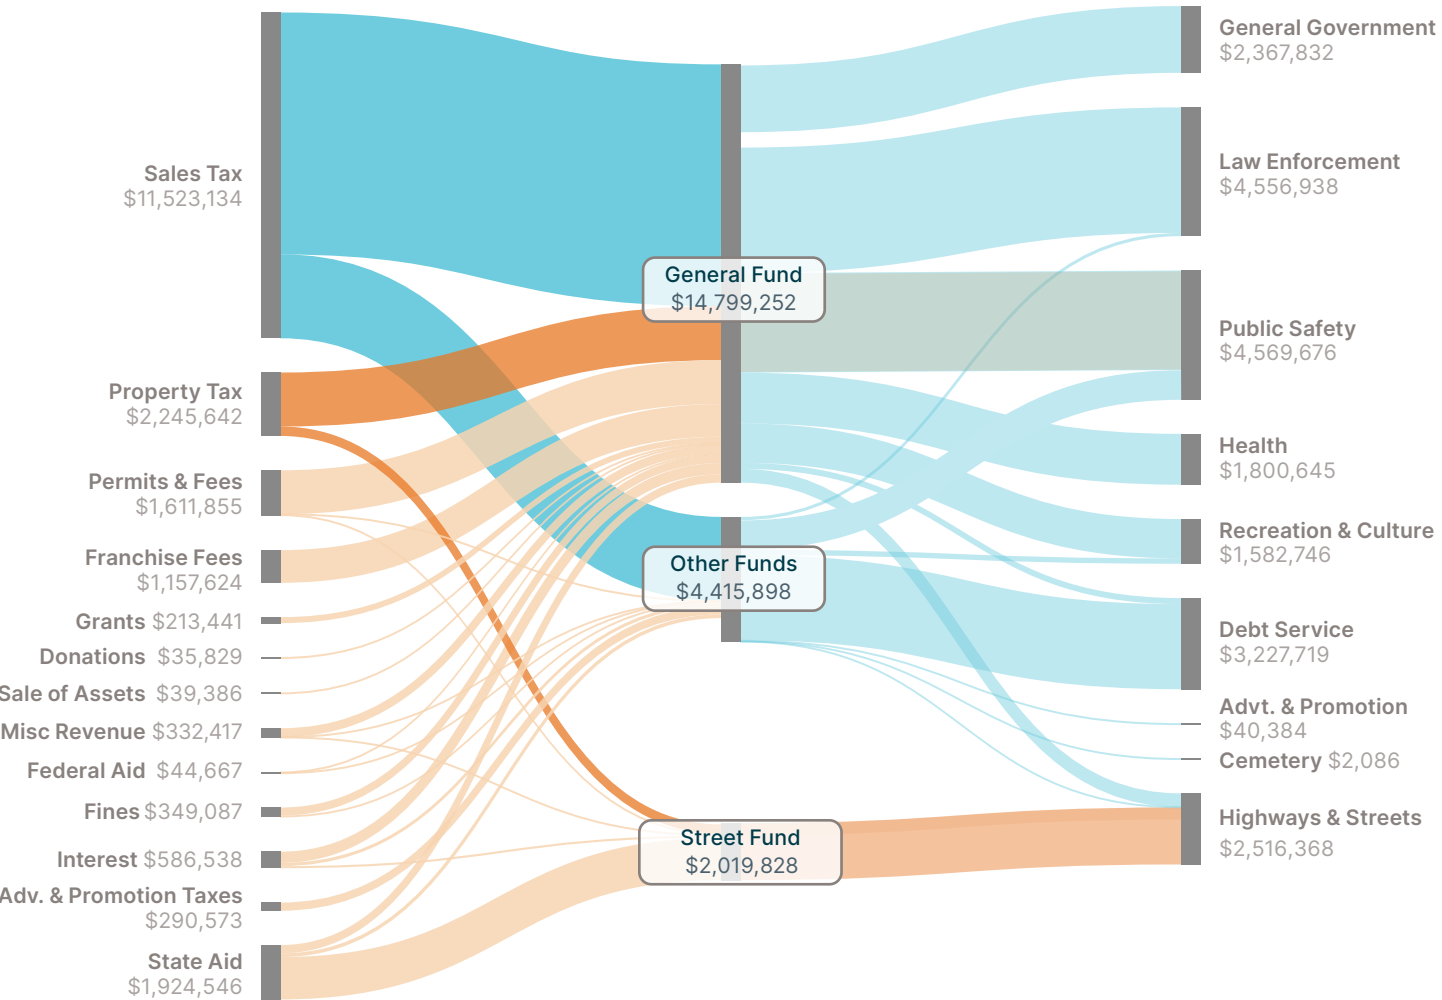 Sales Tax
$11,523,134
Property Tax
$2,245,642
Permits & Fees
$1,611,855
Franchise Fees
$1,157,624
Grants $213,441
Donations $35,829
Sale of Assets $39,386
Misc Revenue $332,417
Federal Aid $44,667
Fines $349,087
Interest $586,538
Adv. & Promotion Taxes
$290,573
State Aid
$1,924,546
General Fund
$14,799,252
Other Funds
$4,415,898
Street Fund
$2,019,828
General Government
$2,367,832
Law Enforcement
$4,556,938
Public Safety
$4,569,676
Health
$1,800,645
Recreation & Culture
$1,582,746
Debt Service
$3,227,719
Advt. & Promotion
$40,384
Cemetery $2,086
Highways & Streets
$2,516,368